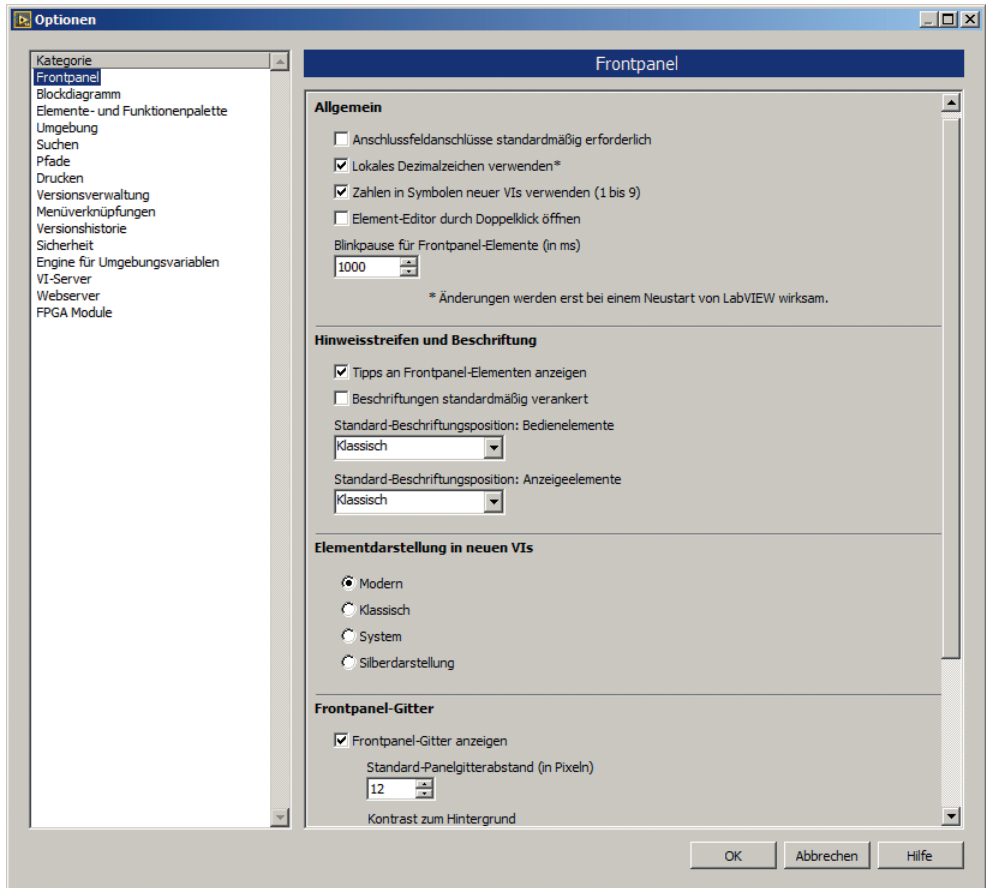 Optionen
Kategorie
Frontpanel
Blockdiagramm
Elemente- und Funktionenpalette
Umgebung
Suchen
Pfade
Drucken
Versionsverwaltung
Menüverknüpfungen
Versionshistorie
Sicherheit
Engine für Umgebungsvariablen
VI-Server
Webserver
FPGA Module
Frontpanel
Allgemein
Anschlussfeldanschlüsse standardmäßig erforderlich
Lokales Dezimalzeichen verwenden*
Zahlen in Symbolen neuer VIs verwenden (1 bis 9)
Element-Editor durch Doppelklick öffnen
Blinkpause für Frontpanel-Elemente (in ms)
1000
* Änderungen werden erst bei einem Neustart von LabVIEW wirksam.
Hinweisstreifen und Beschriftung
Tipps an Frontpanel-Elementen anzeigen
Beschriftungen standardmäßig verankert
Standard-Beschriftungsposition: Bedienelemente
Klassisch
Standard-Beschriftungsposition: Anzeigeelemente
Klassisch
Elementdarstellung in neuen VIs
Modern
Klassisch
System
Silberdarstellung
Frontpanel-Gitter
Frontpanel-Gitter anzeigen
Standard-Panelgitterabstand (in Pixeln)
12
Kontrast zum Hintergrund
OK Abbrechen Hilfe